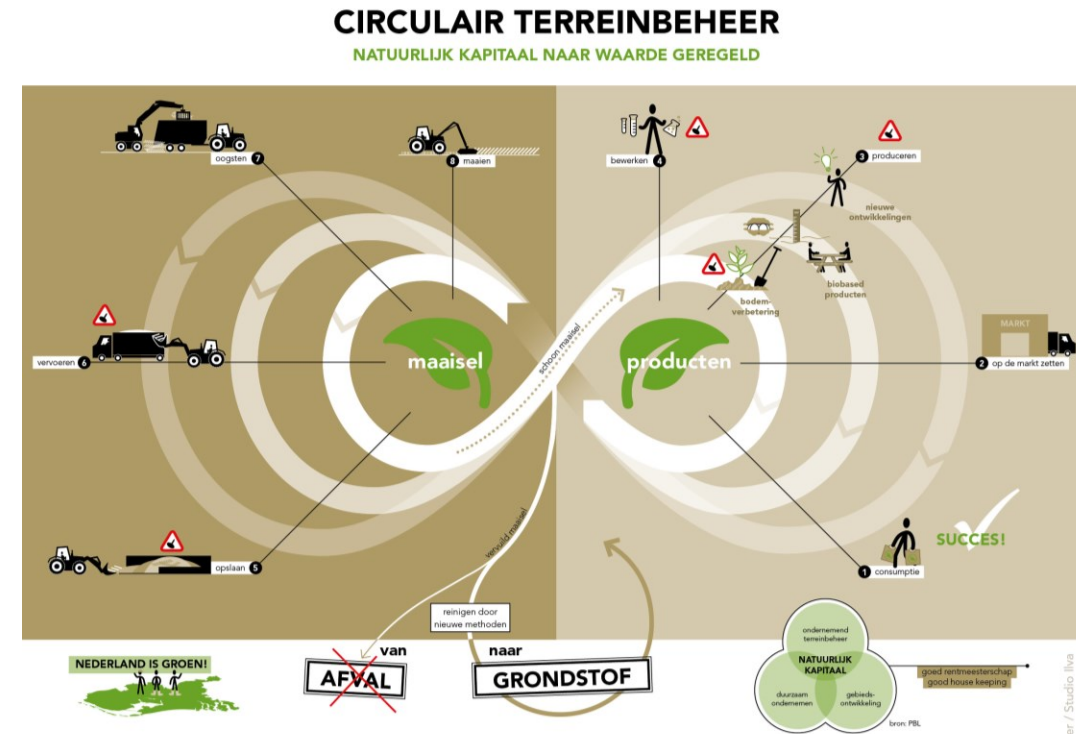 CIRCULAIR TERREINBEHEER
NATUURLIJK KAPITAAL NAAR WAARDE GEREGELD
oogsten 7
8 maaien
bewerken 4
3 produceren
nieuwe
ontwikkelingen
biobased
producten
bodem-
verbetering
MARKT
2 op de markt zetten
vervoeren 6
maaisel
schoon maaisel
producten
opslaan 5
vervuild maaisel
SUCCES!
1 consumptie
reinigen door
nieuwe methoden
NEDERLAND IS GROEN!
van
AFVAL
naar
GRONDSTOF
ondernemend
terreinbeheer
NATUURLIJK
KAPITAAL
duurzaam
ondernemen
gebieds-
ontwikkeling
bron: PBL
goed rentmeesterschap
good house keeping
er / Studio Ilva